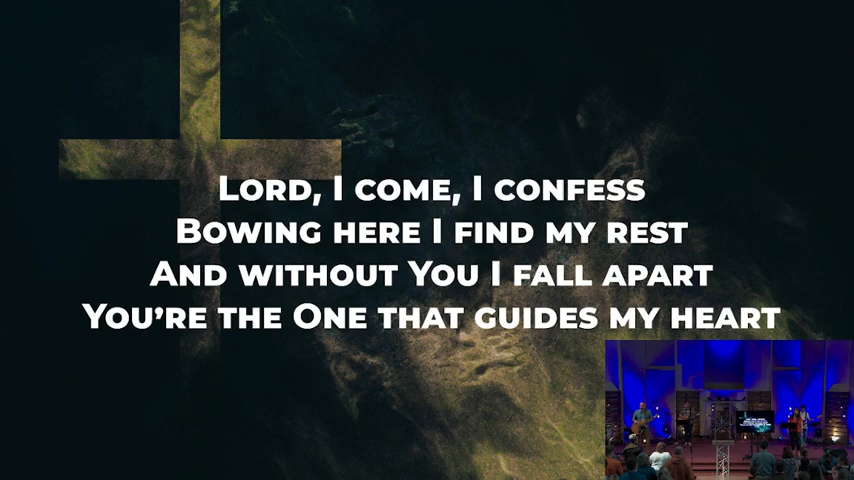 Lord, I come, I confess
Bowing here I find my rest
And without You I fall apart
You're the One that guides my heart